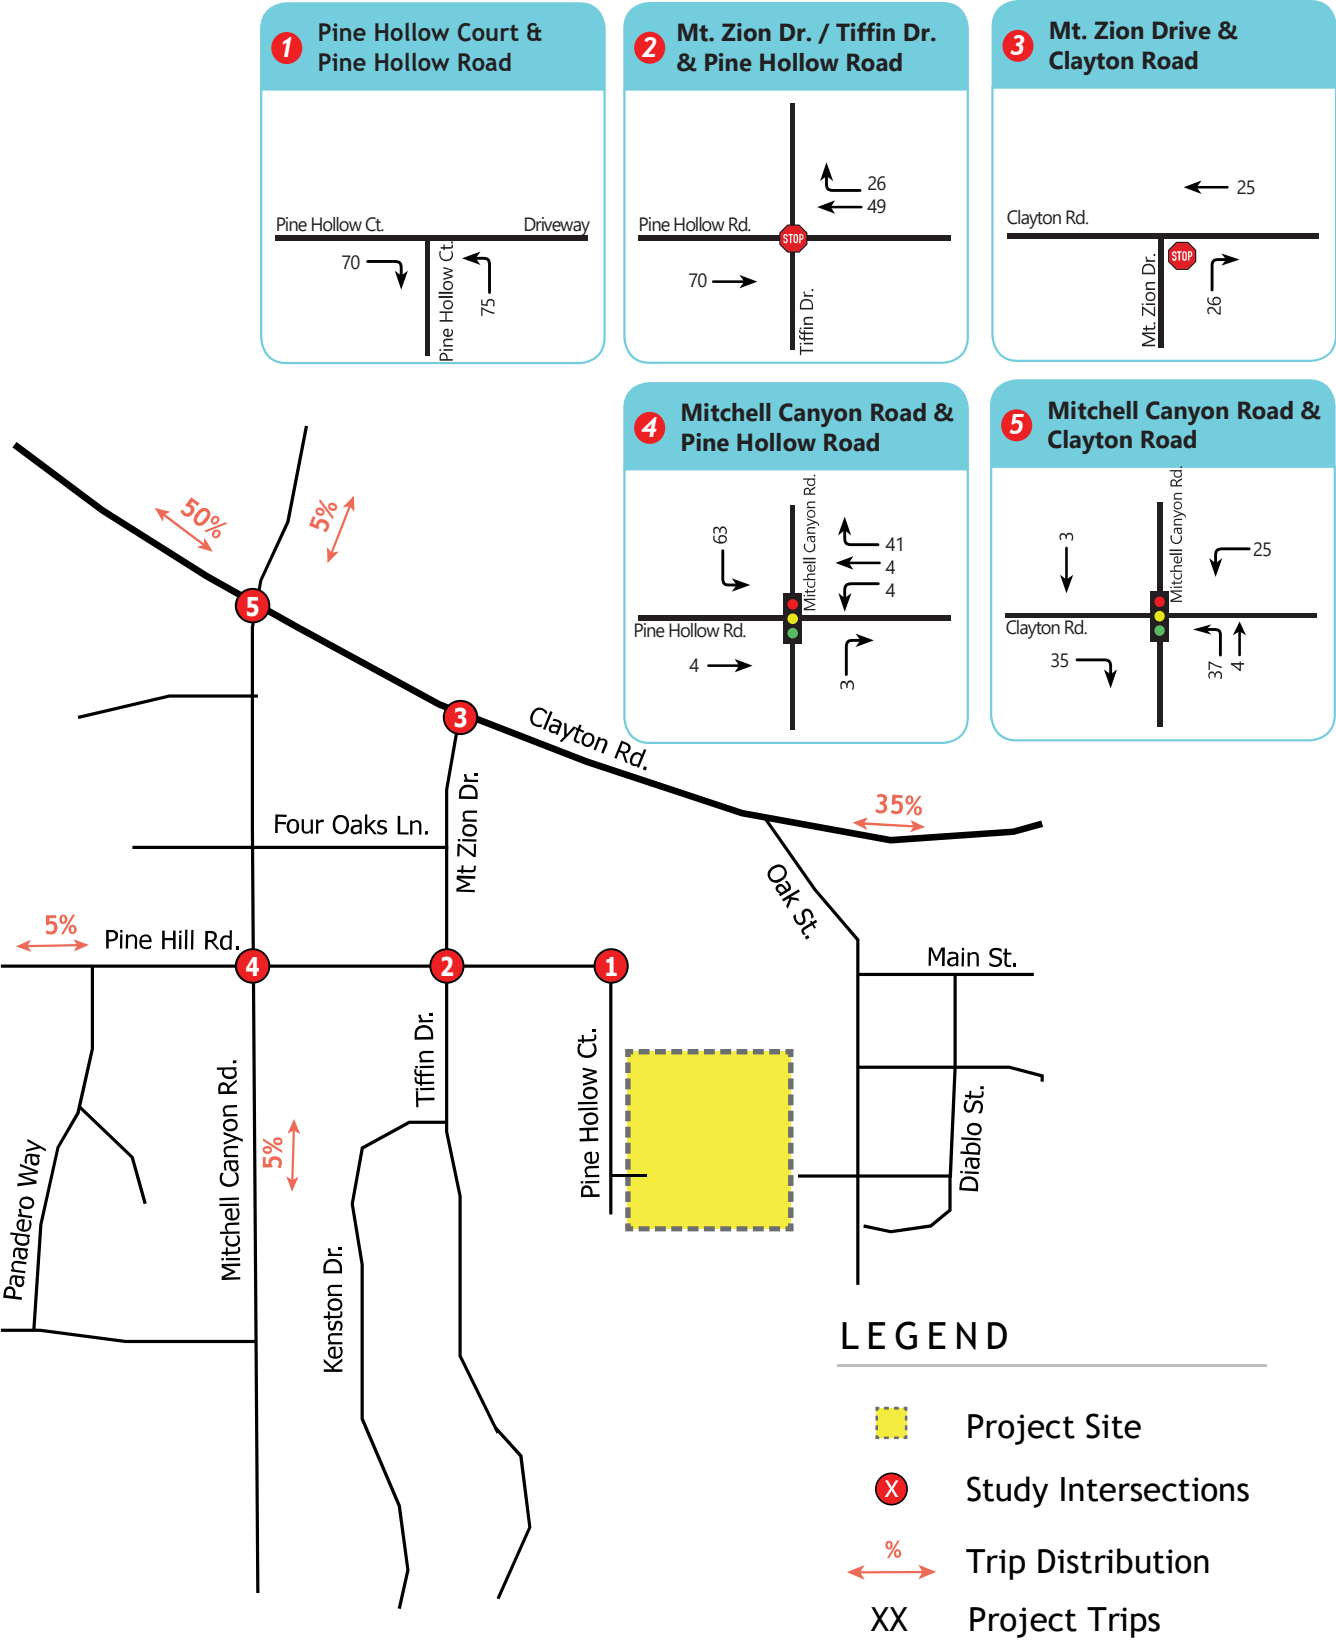 1
Pine Hollow Court &
Pine Hollow Road
Pine Hollow Ct.
Driveway
70
Pine Hollow Ct.
75
2
Mt. Zion Dr. / Tiffin Dr.
& Pine Hollow Road
26
49
Pine Hollow Rd.
STOP
70
Tiffin Dr.
3
Mt. Zion Drive &
Clayton Road
25
Clayton Rd.
STOP
Mt. Zion Dr.
26
4
Mitchell Canyon Road &
Pine Hollow Road
63
Mitchell Canyon Rd.
41
4
4
Pine Hollow Rd.
4
3
5
Mitchell Canyon Road &
Clayton Road
3
Mitchell Canyon Rd.
25
Clayton Rd.
35
37
4
50%
5%
5
3
Clayton Rd.
35%
Mt Zion Dr.
Four Oaks Ln.
Oak St.
5%
Pine Hill Rd.
4
2
1
Main St.
Tiffin Dr.
Pine Hollow Ct.
Mitchell Canyon Rd.
5%
Diablo St.
Panadero Way
Kenston Dr.
LEGEND
Project Site
X
Study Intersections
%
Trip Distribution
XX
Project Trips